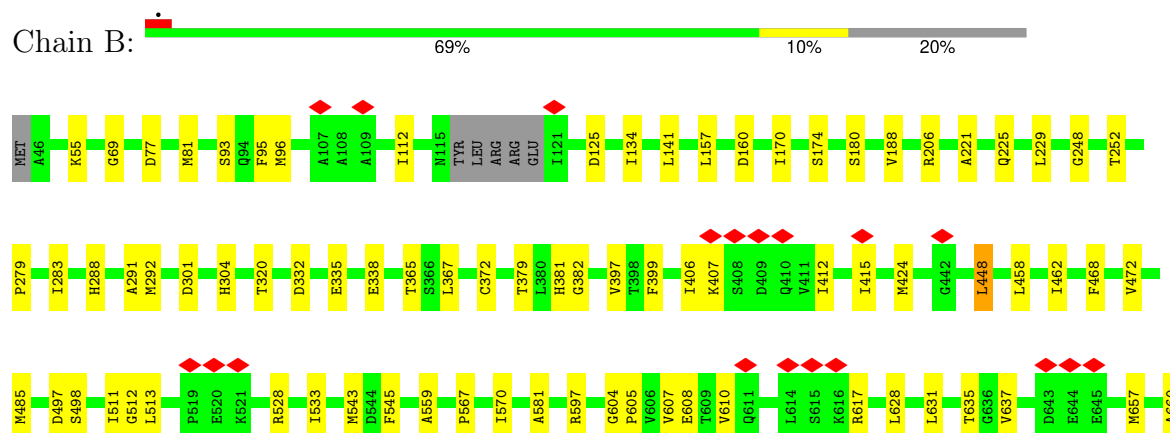 Chain B:
69% 10% 20%
MET A46 K55 G69 D77 M81 S93 Q94 F95 M96 A107 A108 A109 I112 N115 TYR LEU ARG ARG GLU I121 D125 I134 L141 L157 D160 I170 S174 S180 V188 R206 A221 Q225 L229 G248 T252
P279 I283 H288 A291 M292 D301 H304 T320 D332 E335 E338 T365 S366 L367 C372 T379 L380 H381 G382 V397 T398 F399 I406 K407 S408 D409 Q410 V411 I412 I415 M424 G442 L448 L458 I462 F468 V472
M485 D497 S498 I511 G512 L513 P519 E520 K521 R528 I533 M543 D544 F545 A559 P567 I570 A581 R597 G604 P605 V606 V607 E608 T609 V610 Q611 L614 S615 K616 R617 L628 L631 T635 G636 V637 D643 E644 E645 M657